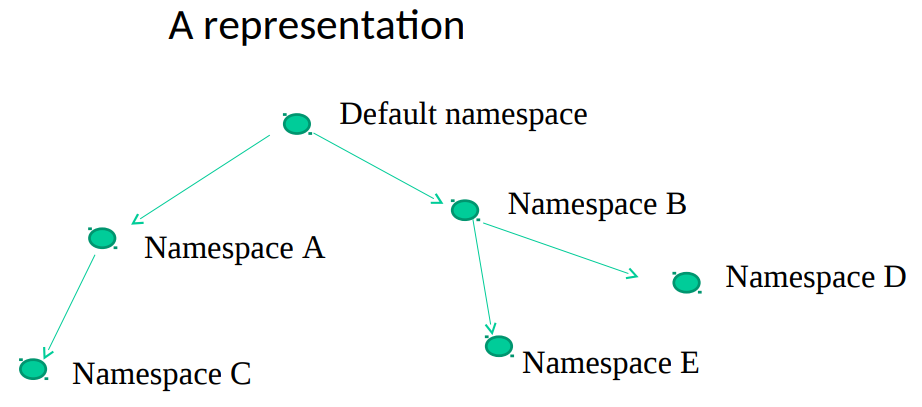 A representation
Default namespace
Namespace B
Namespace A
Namespace D
Namespace E
Namespace C